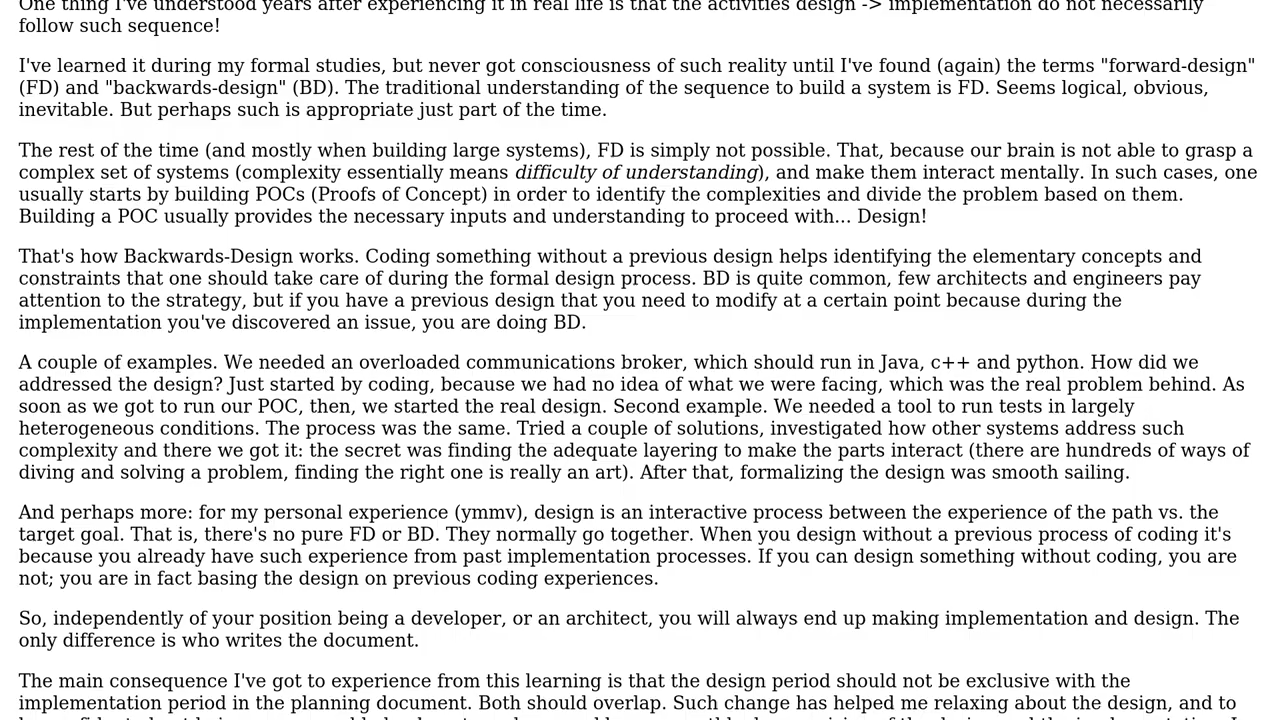 One thing I've understood years after experiencing it in real life is that the activities design -> implementation do not necessarily
follow such sequence!
I've learned it during my formal studies, but never got consciousness of such reality until I've found (again) the terms "forward-design"
(FD) and "backwards-design" (BD). The traditional understanding of the sequence to build a system is FD. Seems logical, obvious,
inevitable. But perhaps such is appropriate just part of the time.
The rest of the time (and mostly when building large systems), FD is simply not possible. That, because our brain is not able to grasp a
complex set of systems (complexity essentially means difficulty of understanding), and make them interact mentally. In such cases, one
usually starts by building POCs (Proofs of Concept) in order to identify the complexities and divide the problem based on them.
Building a POC usually provides the necessary inputs and understanding to proceed with... Design!
That's how Backwards-Design works. Coding something without a previous design helps identifying the elementary concepts and
constraints that one should take care of during the formal design process. BD is quite common, few architects and engineers pay
attention to the strategy, but if you have a previous design that you need to modify at a certain point because during the
implementation you've discovered an issue, you are doing BD.
A couple of examples. We needed an overloaded communications broker, which should run in Java, c++ and python. How did we
addressed the design? Just started by coding, because we had no idea of what we were facing, which was the real problem behind. As
soon as we got to run our POC, then, we started the real design. Second example. We needed a tool to run tests in largely
heterogeneous conditions. The process was the same. Tried a couple of solutions, investigated how other systems address such
complexity and there we got it: the secret was finding the adequate layering to make the parts interact (there are hundreds of ways of
diving and solving a problem, finding the right one is really an art). After that, formalizing the design was smooth sailing.
And perhaps more: for my personal experience (ymmv), design is an interactive process between the experience of the path vs. the
target goal. That is, there's no pure FD or BD. They normally go together. When you design without a previous process of coding it's
because you already have such experience from past implementation processes. If you can design something without coding, you are
not; you are in fact basing the design on previous coding experiences.
So, independently of your position being a developer, or an architect, you will always end up making implementation and design. The
only difference is who writes the document.
The main consequence I've got to experience from this learning is that the design period should not be exclusive with the
implementation period in the planning document. Both should overlap. Such change has helped me relaxing about the design, and to